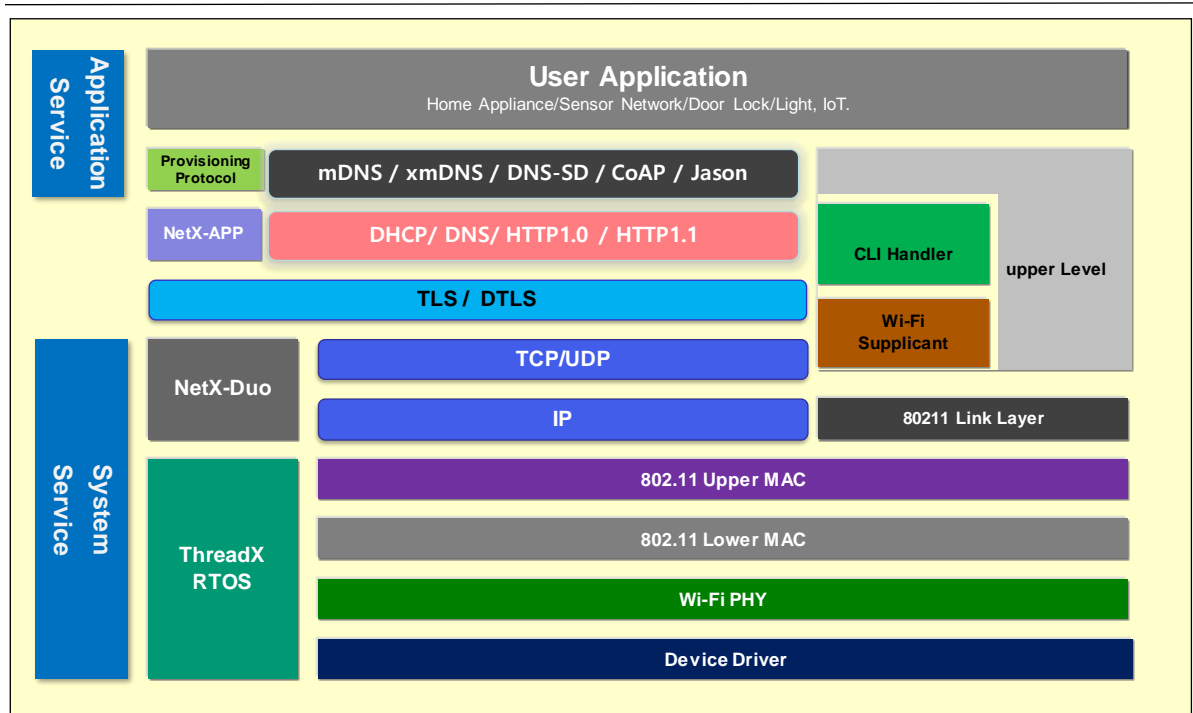 Application
Service
User Application
Home Appliance/Sensor Network/Door Lock/Light, IoT.
Provisioning
Protocol
mDNS / xmDNS / DNS-SD / CoAP / Jason
NetX-APP
DHCP/ DNS/ HTTP1.0 / HTTP1.1
CLI Handler
upper Level
TLS / DTLS
Wi-Fi
Supplicant
System
Service
NetX-Duo
TCP/UDP
IP
80211 Link Layer
ThreadX
RTOS
802.11 Upper MAC
802.11 Lower MAC
Wi-Fi PHY
Device Driver